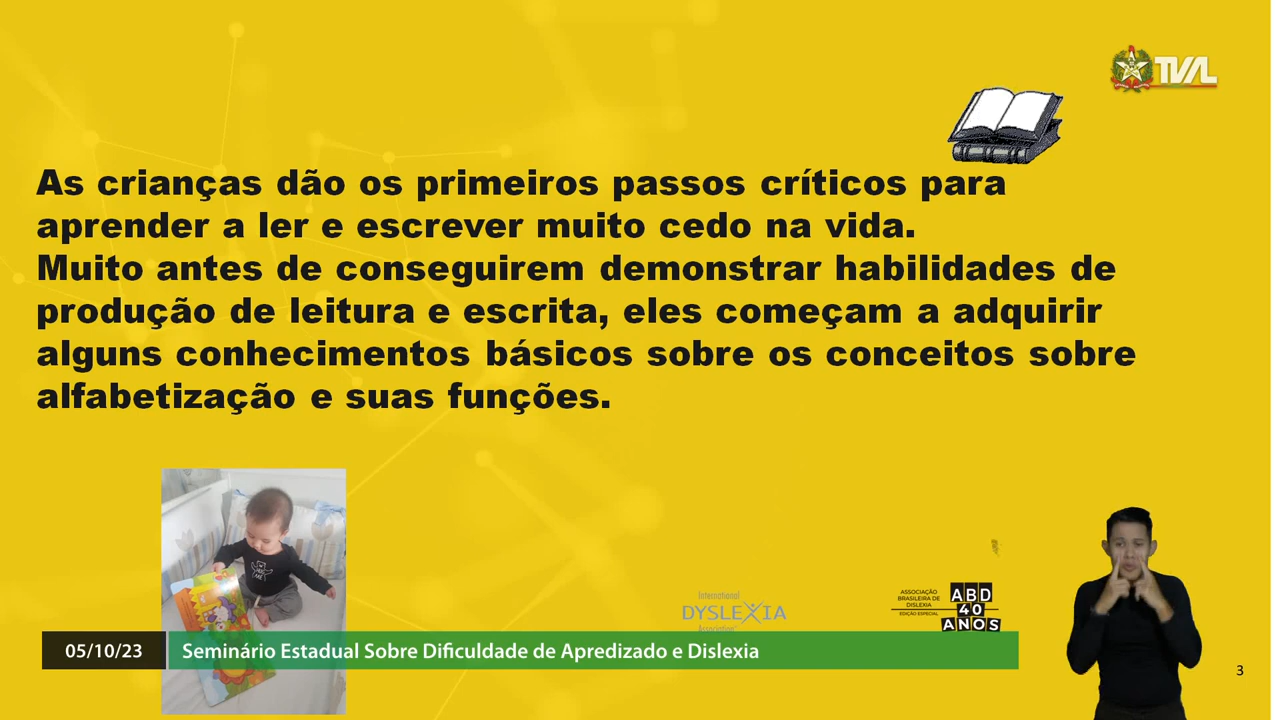 TVAL
As crianças dão os primeiros passos críticos para
aprender a ler e escrever muito cedo na vida.
Muito antes de conseguirem demonstrar habilidades de
produção de leitura e escrita, eles começam a adquirir
alguns conhecimentos básicos sobre os conceitos sobre
alfabetização e suas funções.
International
DYSLEXIA
Association
ASSOCIAÇÃO
BRASILEIRA DE
DISLEXIA
EDIÇÃO ESPECIAL
ABD
40
ANOS
05/10/23
Seminário Estadual Sobre Dificuldade de Apredizado e Dislexia
3